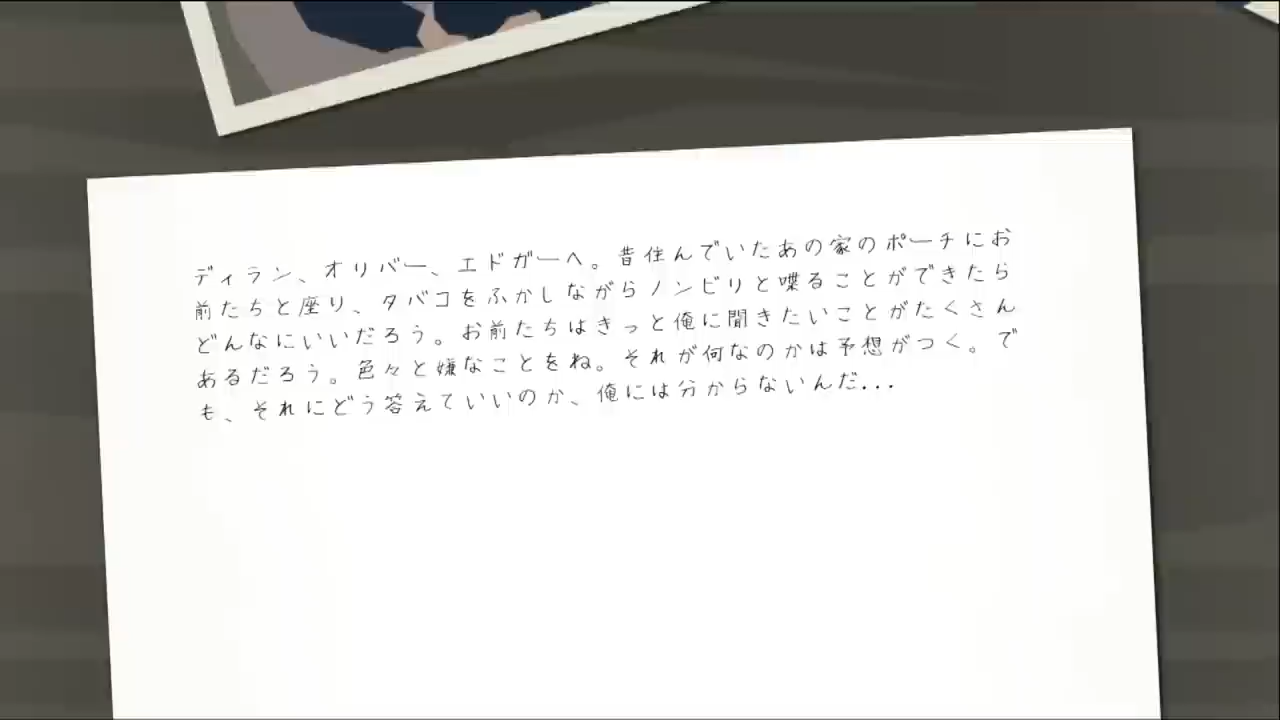 ディラン、オリバー、エドガーへ。昔住んでいたあの家のポーチにお
前たちと座り、タバコをふかしながらノンビリと喋ることができたら
どんなにいいだろう。お前たちはきっと俺に聞きたいことがたくさん
あるだろう。色々と嫌なことをね。それが何なのかは予想がつく。で
も、それにどう答えていいのか、俺には分からないんだ...